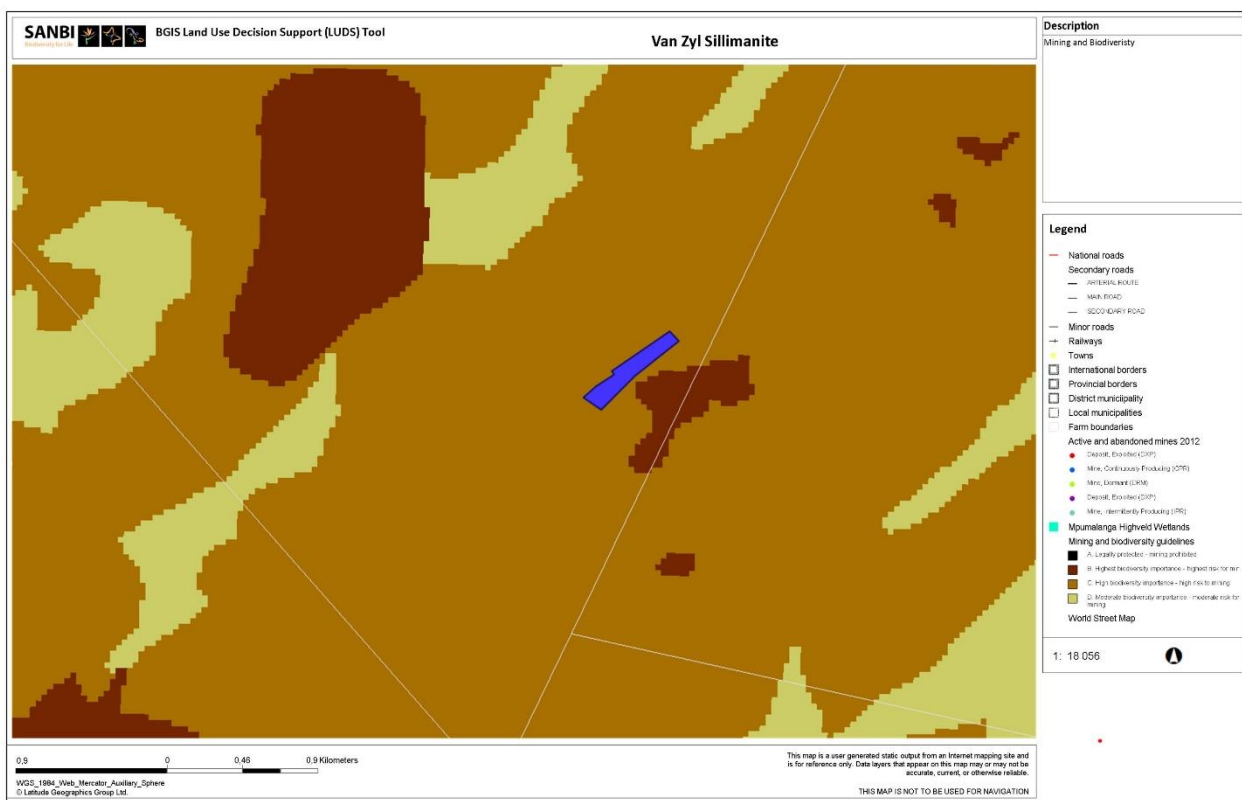 SANBI
Biodiversity for Life
BGIS Land Use Decision Support (LUDS) Tool
Van Zyl Sillimanite
Description
Mining and Biodiveristy
Legend
National roads
Secondary roads
ARTERIAL ROUTE
MAIN ROAD
SECONDARY ROAD
Minor roads
Railways
Towns
International borders
Provincial borders
District municiipality
Local municipalities
Farm boundaries
Active and abandoned mines 2012
Deposit, Exploited (DXP)
Mine, Continuously Producing (CPR)
Mine, Dormant (DRM)
Deposit, Exploited (DXP)
Mine, Intermittently Producing (IPR)
Mpumalanga Highveld Wetlands
Mining and biodiversity guidelines
A. Legally protected - mining prohibited
B. Highest biodiversity importance - highest risk for min
C. High biodiversity importance - high risk to mining
D. Moderate biodiversity importance - moderate risk for
mining
World Street Map
1: 18 056
0,9 0 0,46 0,9 Kilometers
WGS_1984_Web_Mercator_Auxiliary_Sphere
© Latitude Geographics Group Ltd.
This map is a user generated static output from an Internet mapping site and
is for reference only. Data layers that appear on this map may or may not be
accurate, current, or otherwise reliable.
THIS MAP IS NOT TO BE USED FOR NAVIGATION